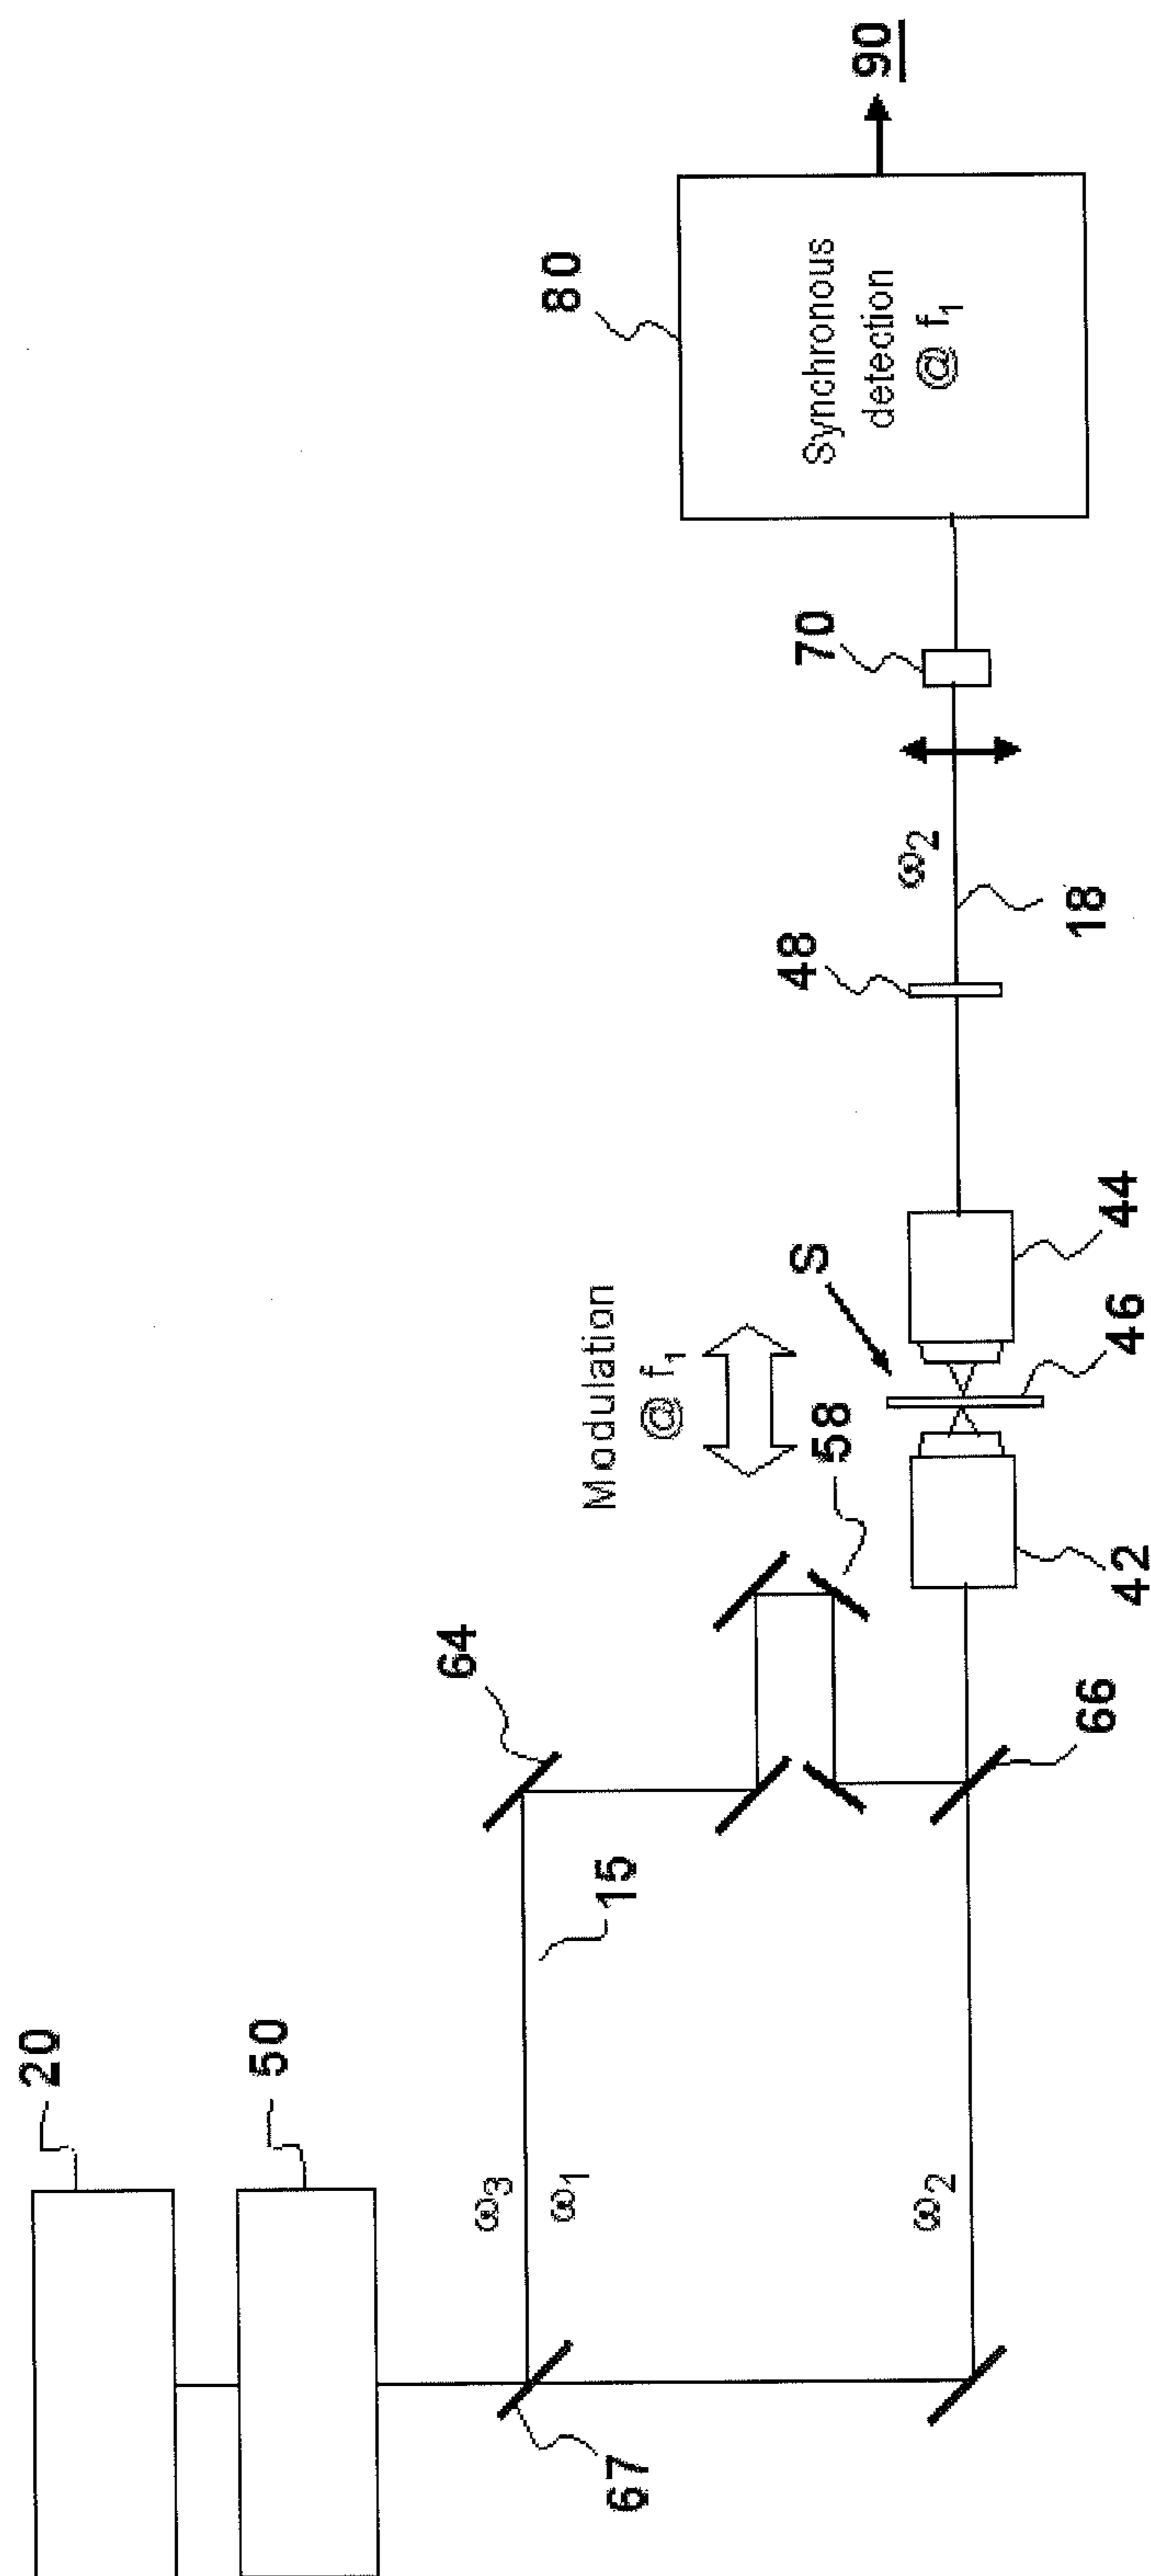 20
50
67
ω3
ω1
ω2
15
64
66
58
42
Modulation
@ f1
S
46
44
48
ω2
18
70
80
Synchronous
detection
@ f1
90